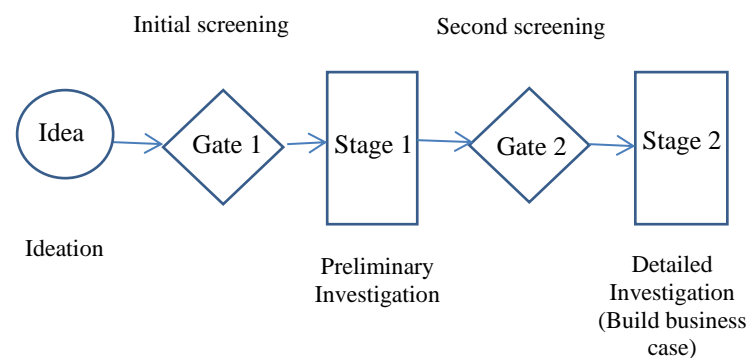 Initial screening
Second screening
Idea
Gate 1
Stage 1
Gate 2
Stage 2
Ideation
Preliminary
Investigation
Detailed
Investigation
(Build business
case)